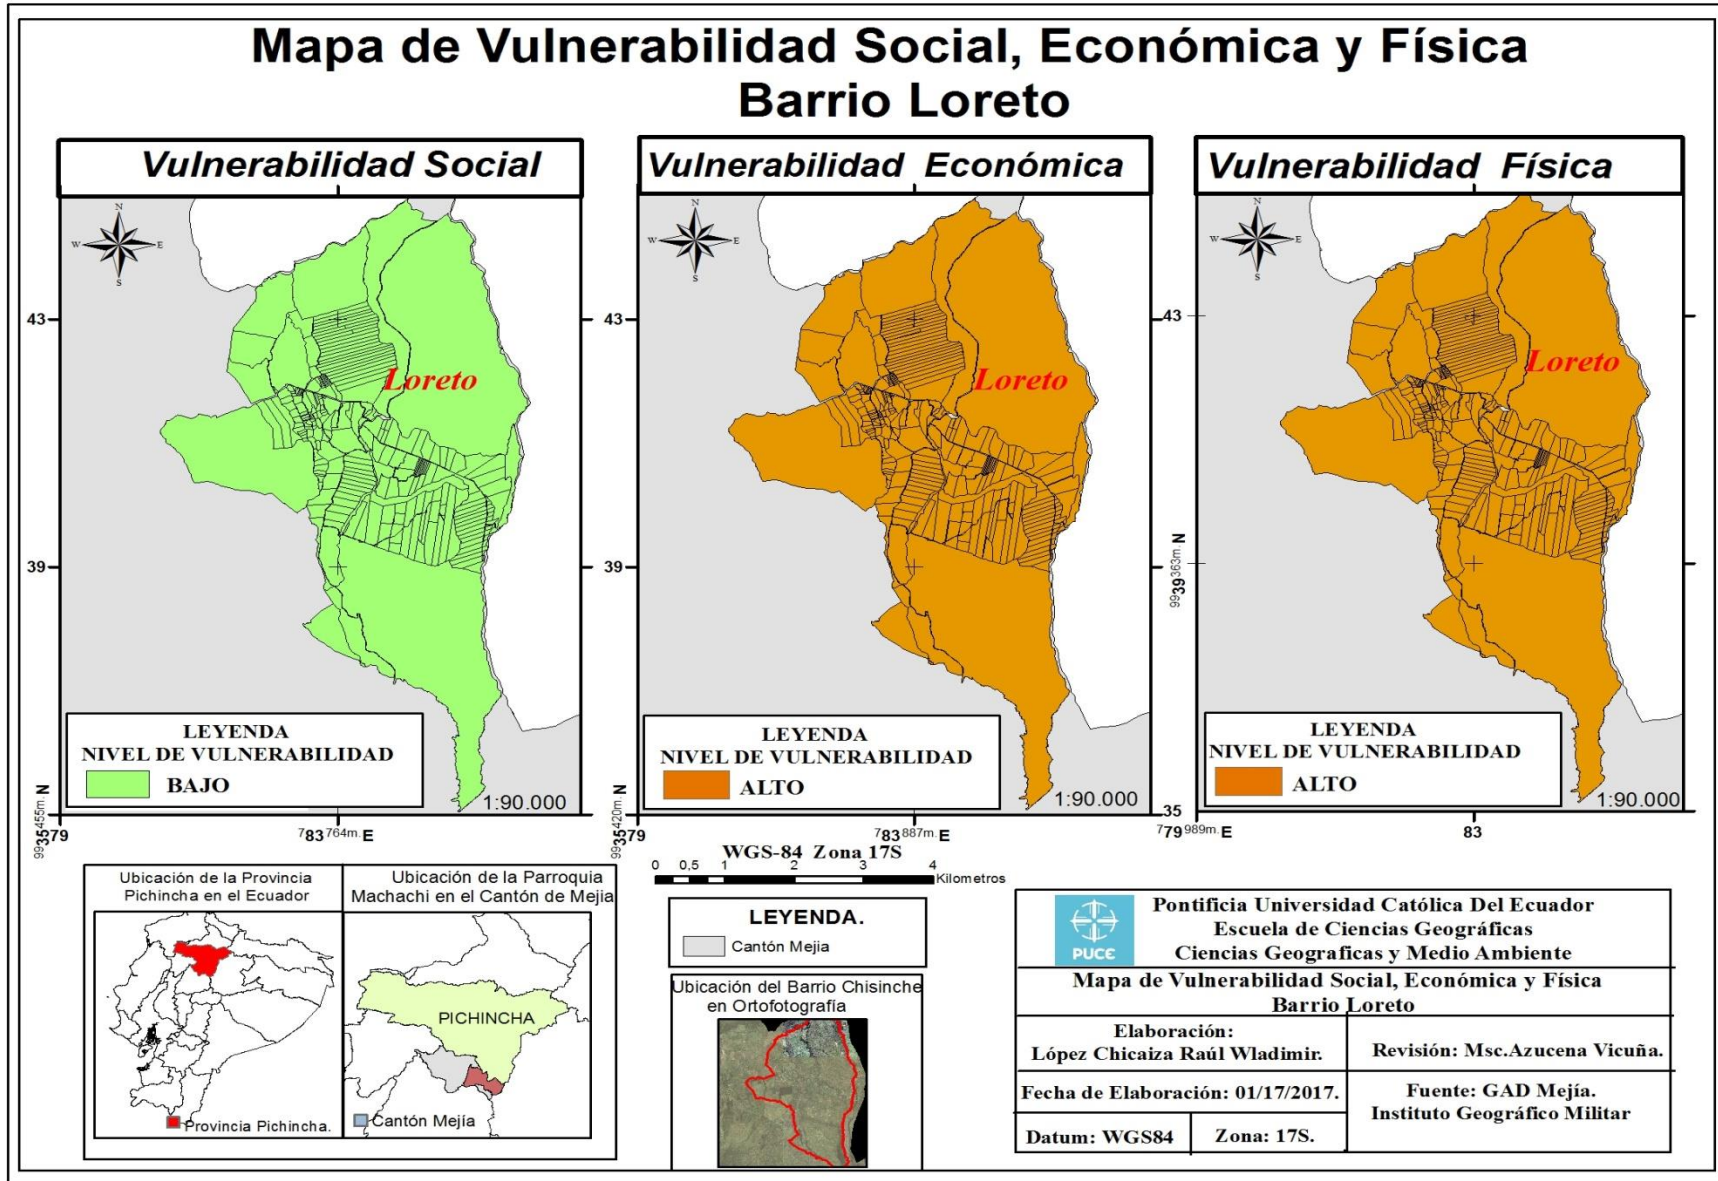 Mapa de Vulnerabilidad Social, Económica y Física
Barrio Loreto
Vulnerabilidad Social
N
W
E
S
43
39
Loreto
LEYENDA
NIVEL DE VULNERABILIDAD
BAJO
1:90.000
9935455m. N
79
783764m. E
Vulnerabilidad Económica
N
W
E
S
43
39
Loreto
LEYENDA
NIVEL DE VULNERABILIDAD
ALTO
1:90.000
9935420m. N
79
783887m. E
Vulnerabilidad Física
N
W
E
S
43
9939363m. N
35
Loreto
LEYENDA
NIVEL DE VULNERABILIDAD
ALTO
1:90.000
779989m. E
83
WGS-84 Zona 17S
0 0,5 1 2 3 4
Kilometros
Ubicación de la Provincia
Pichincha en el Ecuador
Provincia Pichincha.
Ubicación de la Parroquia
Machachi en el Cantón de Mejia
PICHINCHA
Cantón Mejía
LEYENDA.
Cantón Mejia
Ubicación del Barrio Chisinche
en Ortofotografía
PUCE
Pontificia Universidad Católica Del Ecuador
Escuela de Ciencias Geográficas
Ciencias Geograficas y Medio Ambiente
Mapa de Vulnerabilidad Social, Económica y Física
Barrio Loreto
Elaboración:
López Chicaiza Raúl Wladimir.
Revisión: Msc.Azucena Vicuña.
Fecha de Elaboración: 01/17/2017.
Fuente: GAD Mejía.
Instituto Geográfico Militar
Datum: WGS84
Zona: 17S.